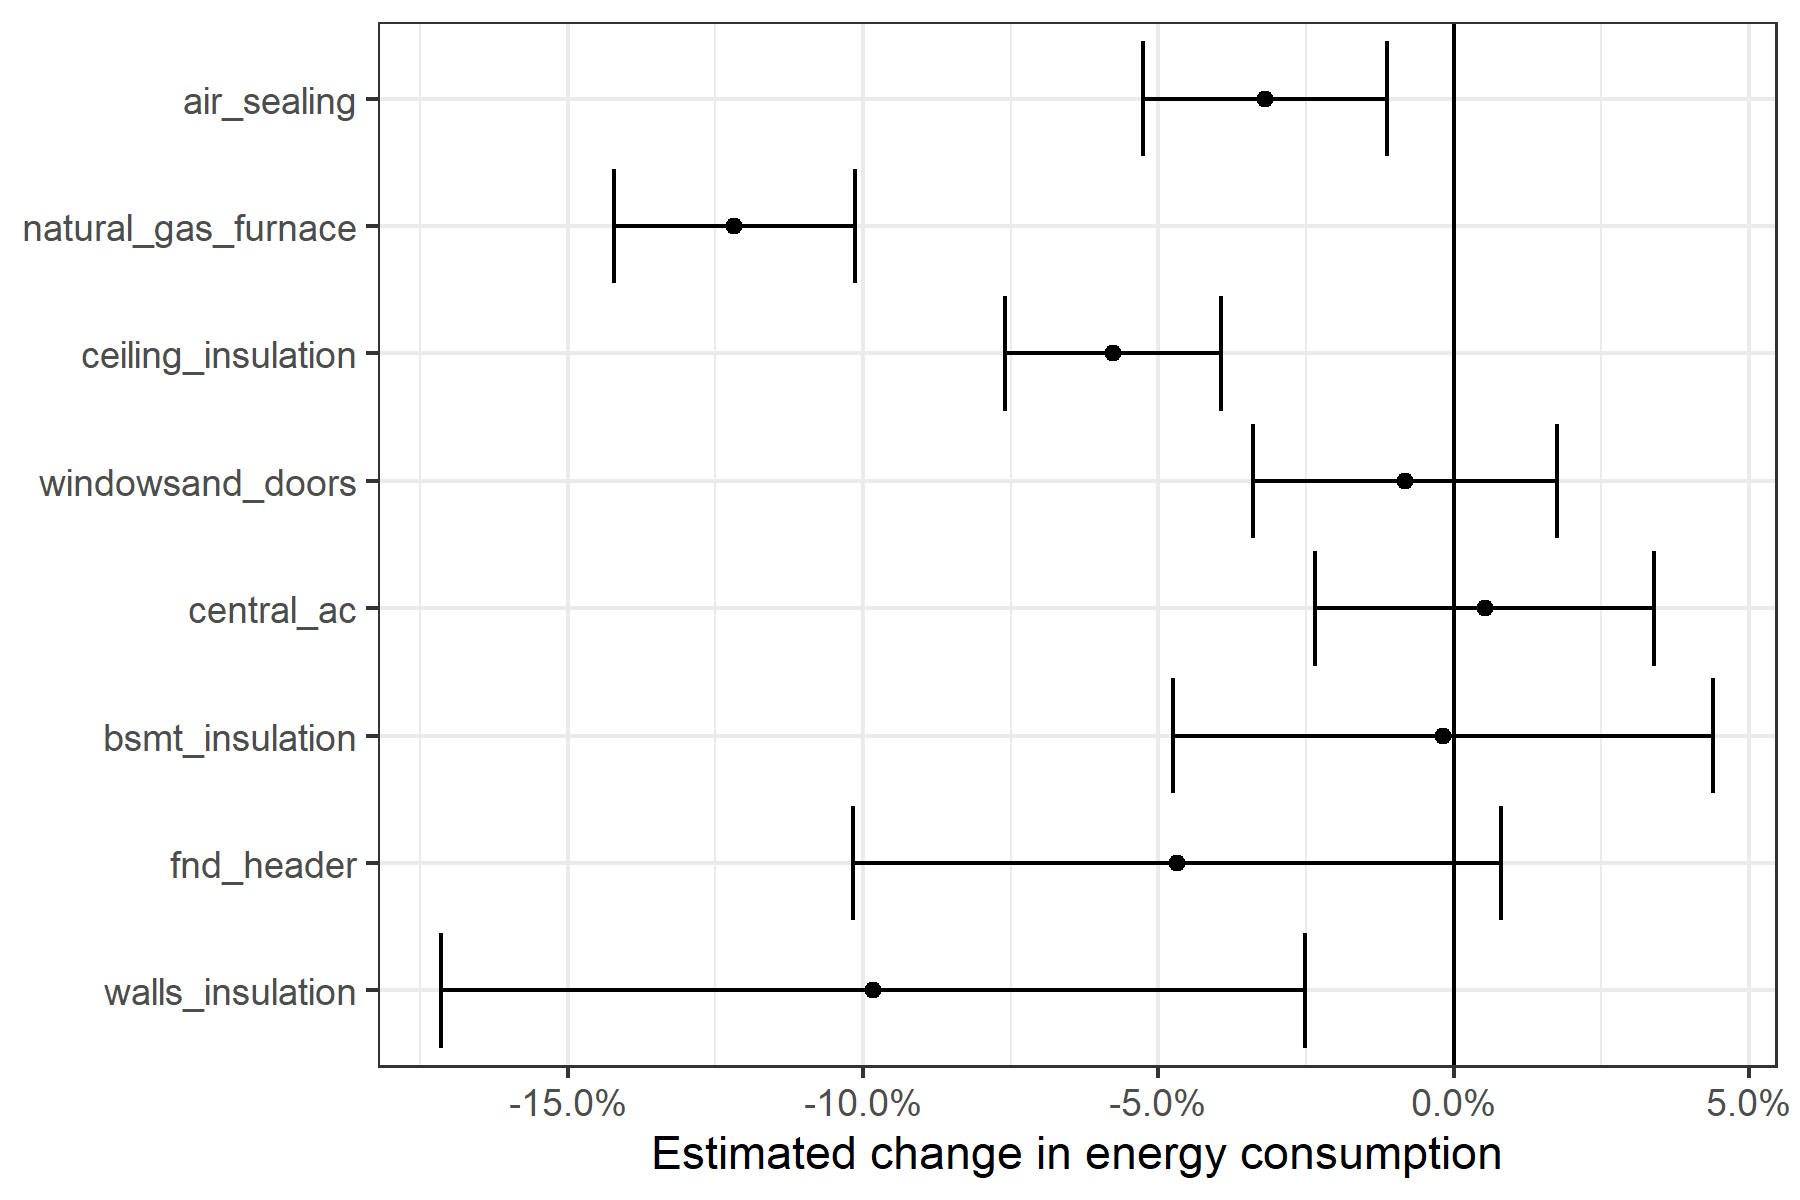 air_sealing
natural_gas_furnace
ceiling_insulation
windowsand_doors
central_ac
bsmt_insulation
fnd_header
walls_insulation
-15.0% -10.0% -5.0% 0.0% 5.0%
Estimated change in energy consumption